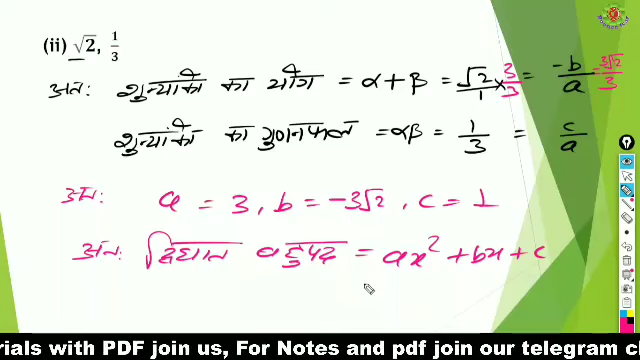 (ii) √2, 1/3
अतः शून्यांको का योग = α + β = √2/1 × 3/3 = -b/a = 3√2/3
शून्यांको का गुणनफल = αβ = 1/3 = c/a
अतः a = 3, b = -3√2, c = 1
अतः द्विघात बहुपद = ax² + bx + c
rials with PDF join us, For Notes and pdf join our telegram c